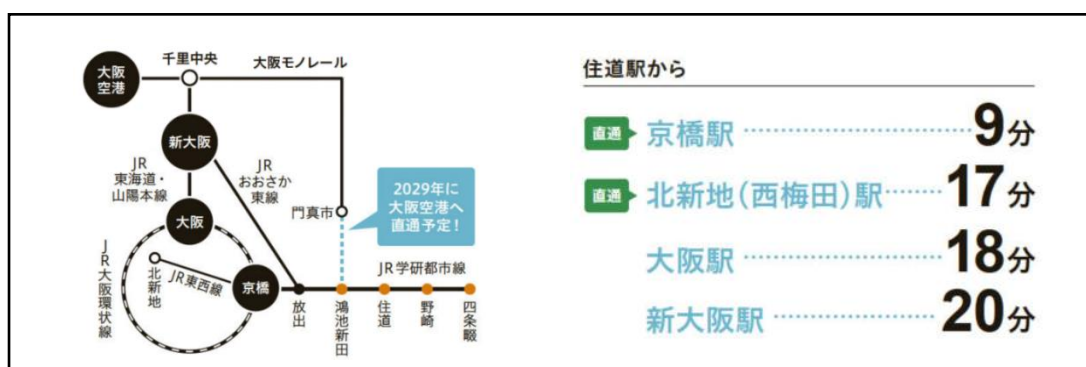 千里中央
大阪モノレール
大阪
空港
新大阪
JR
東海道・
山陽本線
JR
おおさか
東線
2029年に
大阪空港へ
直通予定！
門真市
大阪
JR大阪環状線
北新地
JR東西線
京橋
JR学研都市線
放出
鴻池新田
住道
野崎
四条畷
住道駅から
直通 京橋駅 9分
直通 北新地（西梅田）駅 17分
大阪駅 18分
新大阪駅 20分